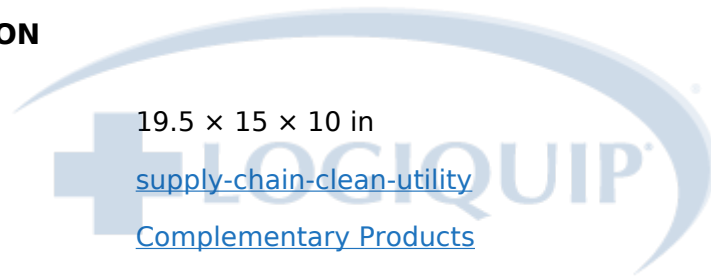 ON
19.5 × 15 × 10 in
supply-chain-clean-utility
LOGIQUIP
Complementary Products